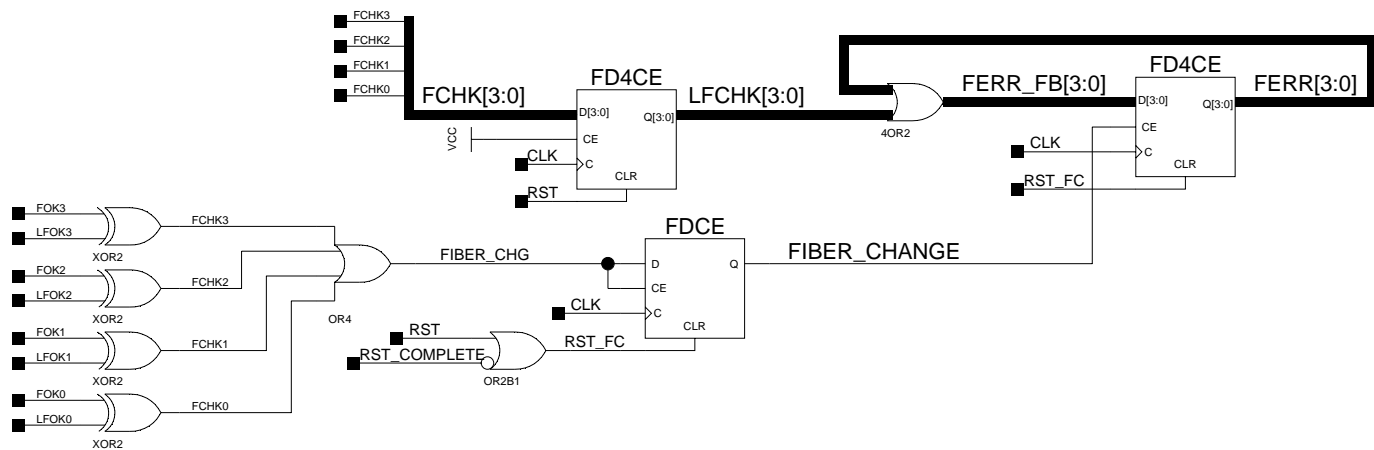 FCHK3
FCHK2
FCHK1
FCHK0
FCHK[3:0]
FD4CE
D[3:0]
Q[3:0]
CE
C
CLR
VCC
CLK
RST
LFCHK[3:0]
4OR2
FERR_FB[3:0]
FD4CE
D[3:0]
Q[3:0]
CE
C
CLR
FERR[3:0]
CLK
RST_FC
FOK3
LFOK3
XOR2
FCHK3
FOK2
LFOK2
XOR2
FCHK2
FOK1
LFOK1
XOR2
FCHK1
FOK0
LFOK0
XOR2
FCHK0
OR4
FIBER_CHG
FDCE
D
Q
CE
C
CLR
FIBER_CHANGE
CLK
RST
RST_COMPLETE
OR2B1
RST_FC